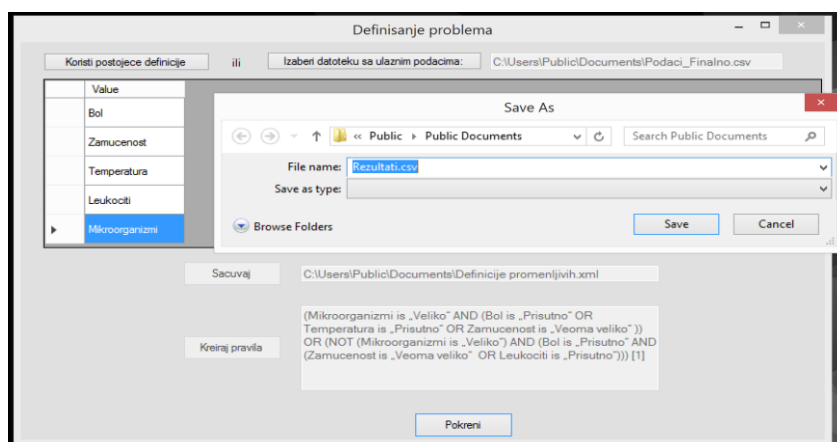 Definisanje problema
Koristi postojece definicije
ili
Izaberi datoteku sa ulaznim podacima:
C:\Users\Public\Documents\Podaci_Finalno.csv
Value
Bol
Zamucenost
Temperatura
Leukociti
Mikroorganizmi
Save As
« Public Public Documents
Search Public Documents
File name: Rezultati.csv
Save as type:
Browse Folders
Save
Cancel
Sacuvaj
C:\Users\Public\Documents\Definicije promenljivih.xml
Kreiraj pravila
(Mikroorganizmi is „Veliko“ AND (Bol is „Prisutno“ OR
Temperatura is „Prisutno“ OR Zamucenost is „Veoma veliko“ ))
OR (NOT (Mikroorganizmi is „Veliko“) AND (Bol is „Prisutno“ AND
(Zamucenost is „Veoma veliko“ OR Leukociti is „Prisutno“))) [1]
Pokreni